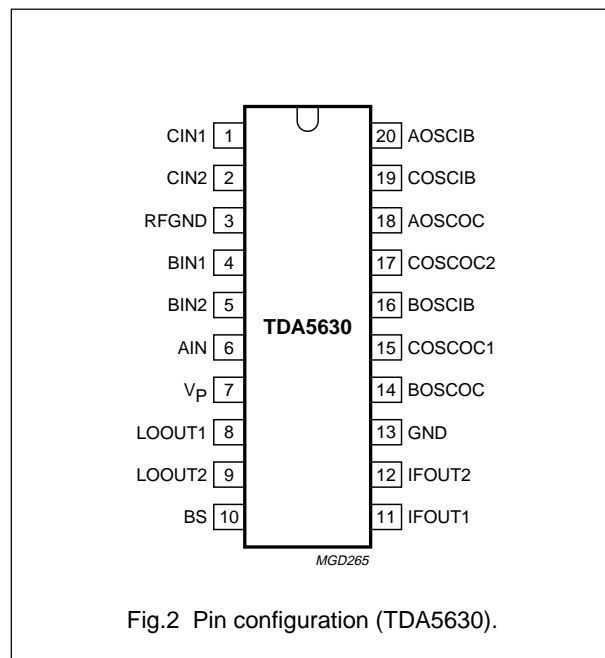 CIN1 1 20 AOSCIB
CIN2 2 19 COSCIB
RFGND 3 18 AOSCOC
BIN1 4 17 COSCOC2
BIN2 5 16 BOSCIB
TDA5630
AIN 6 15 COSCOC1
VP 7 14 BOSCOC
LOOUT1 8 13 GND
LOOUT2 9 12 IFOUT2
BS 10 11 IFOUT1
MGD265
Fig.2 Pin configuration (TDA5630).